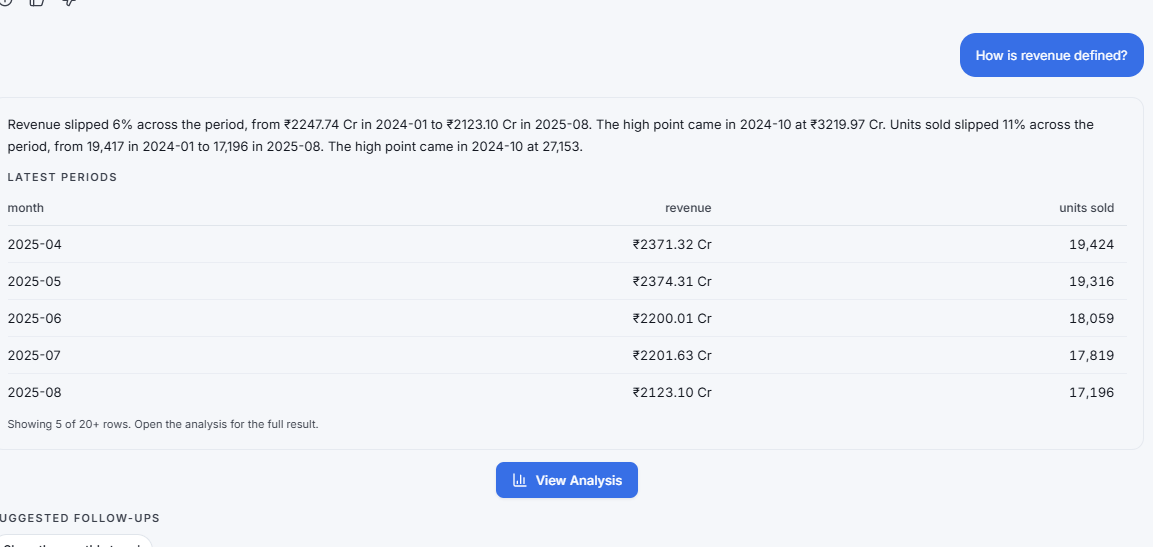 How is revenue defined?
Revenue slipped 6% across the period, from ₹2247.74 Cr in 2024-01 to ₹2123.10 Cr in 2025-08. The high point came in 2024-10 at ₹3219.97 Cr. Units sold slipped 11% across the
period, from 19,417 in 2024-01 to 17,196 in 2025-08. The high point came in 2024-10 at 27,153.
LATEST PERIODS
month revenue units sold
2025-04 ₹2371.32 Cr 19,424
2025-05 ₹2374.31 Cr 19,316
2025-06 ₹2200.01 Cr 18,059
2025-07 ₹2201.63 Cr 17,819
2025-08 ₹2123.10 Cr 17,196
Showing 5 of 20+ rows. Open the analysis for the full result.
View Analysis
UGGESTED FOLLOW-UPS